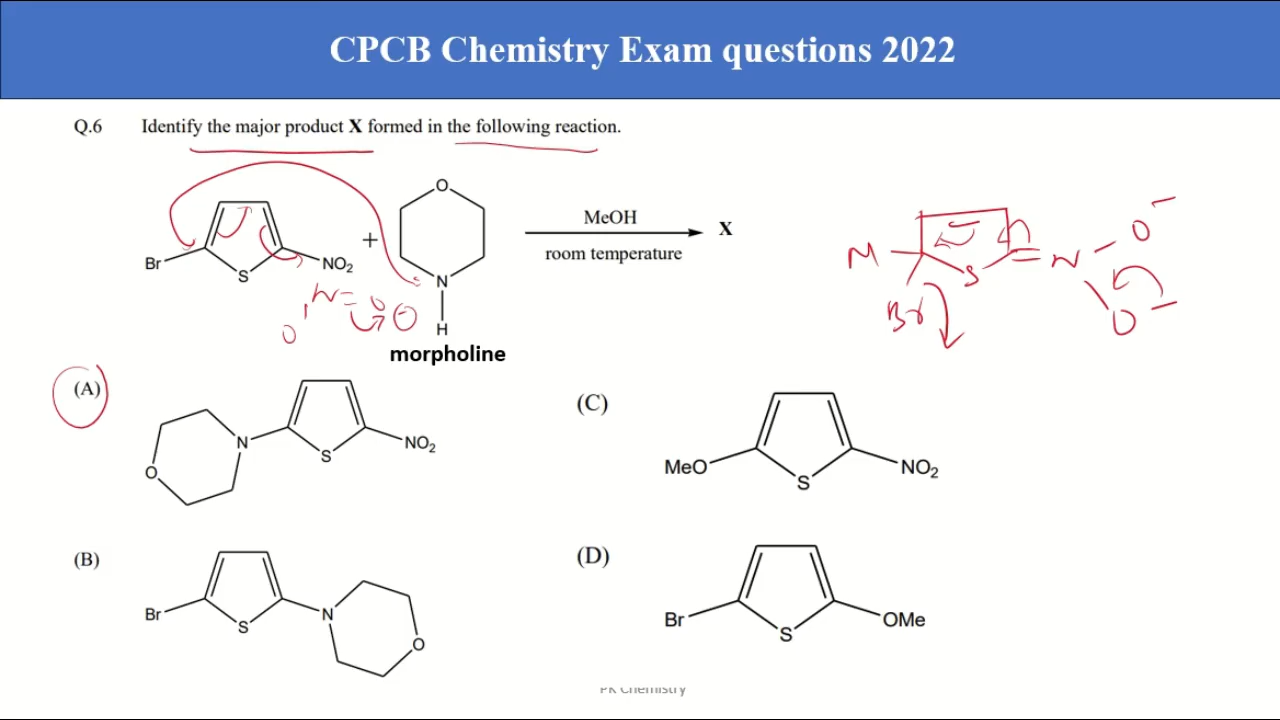 CPCB Chemistry Exam questions 2022
Q.6 Identify the major product X formed in the following reaction.
Br S NO2 + O N H MeOH room temperature X
morpholine
N= O ⊖
O
M Br S N O⁻ O⁻
(A) O N S NO2
(C) MeO S NO2
(B) Br S N O
(D) Br S OMe
PK Chemistry